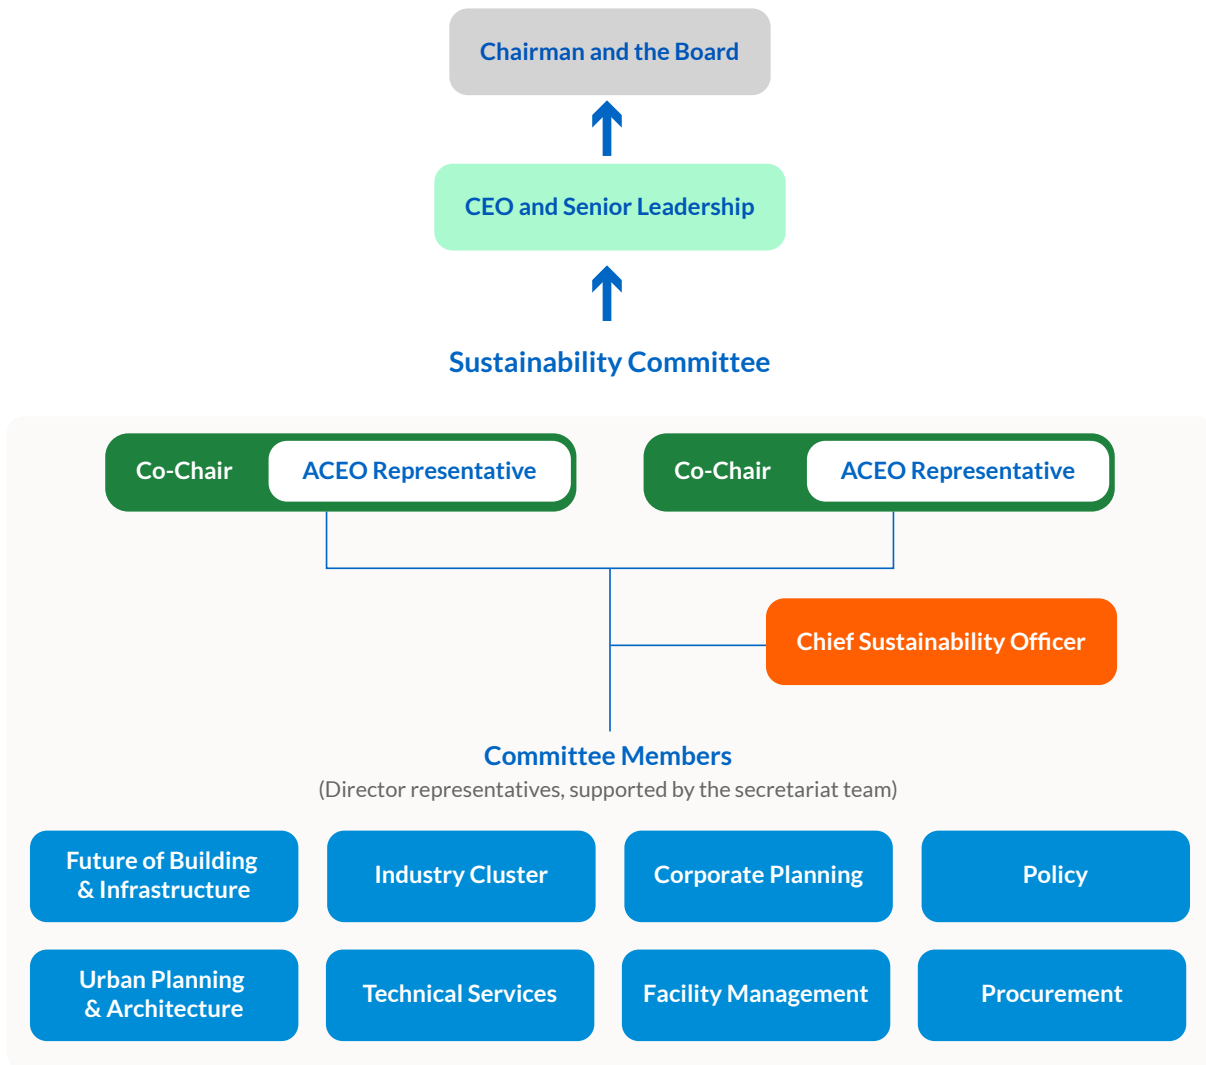 Chairman and the Board
CEO and Senior Leadership
Sustainability Committee
Co-Chair
ACEO Representative
Co-Chair
ACEO Representative
Chief Sustainability Officer
Committee Members
(Director representatives, supported by the secretariat team)
Future of Building
& Infrastructure
Industry Cluster
Corporate Planning
Policy
Urban Planning
& Architecture
Technical Services
Facility Management
Procurement